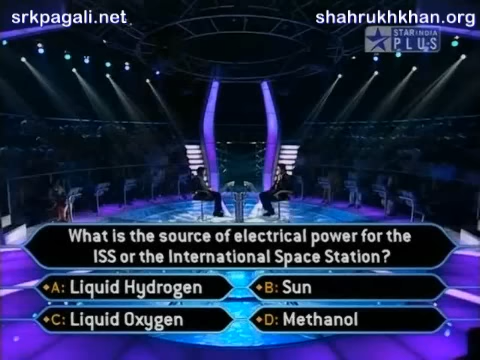 srkpagali.net
shahrukhkhan.org
STAR INDIA
PLUS
What is the source of electrical power for the
ISS or the International Space Station?
A: Liquid Hydrogen
B: Sun
C: Liquid Oxygen
D: Methanol